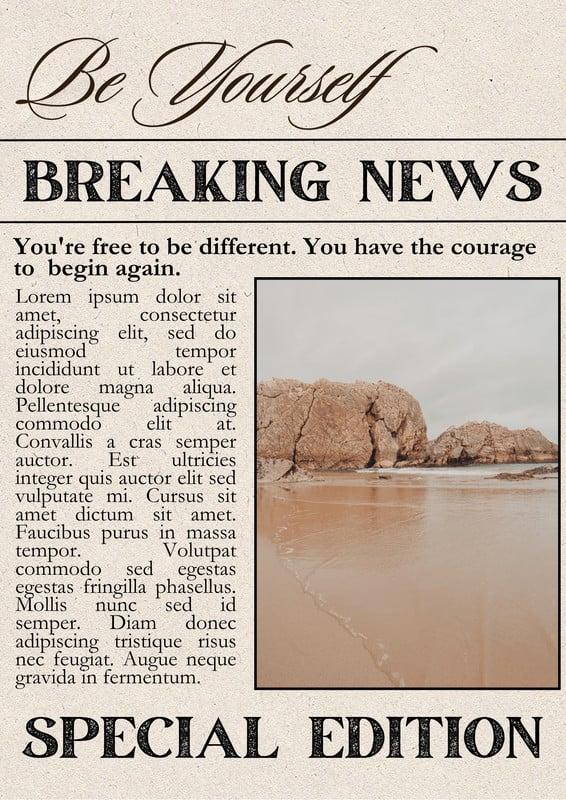 Be Yourself
BREAKING NEWS
You're free to be different. You have the courage
to begin again.
Lorem ipsum dolor sit
amet, consectetur
adipiscing elit, sed do
eiusmod tempor
incididunt ut labore et
dolore magna aliqua.
Pellentesque adipiscing
commodo elit at.
Convallis a cras semper
auctor. Est ultricies
integer quis auctor elit sed
vulputate mi. Cursus sit
amet dictum sit amet.
Faucibus purus in massa
tempor. Volutpat
commodo sed egestas
egestas fringilla phasellus.
Mollis nunc sed id
semper. Diam donec
adipiscing tristique risus
nec feugiat. Augue neque
gravida in fermentum.
SPECIAL EDITION